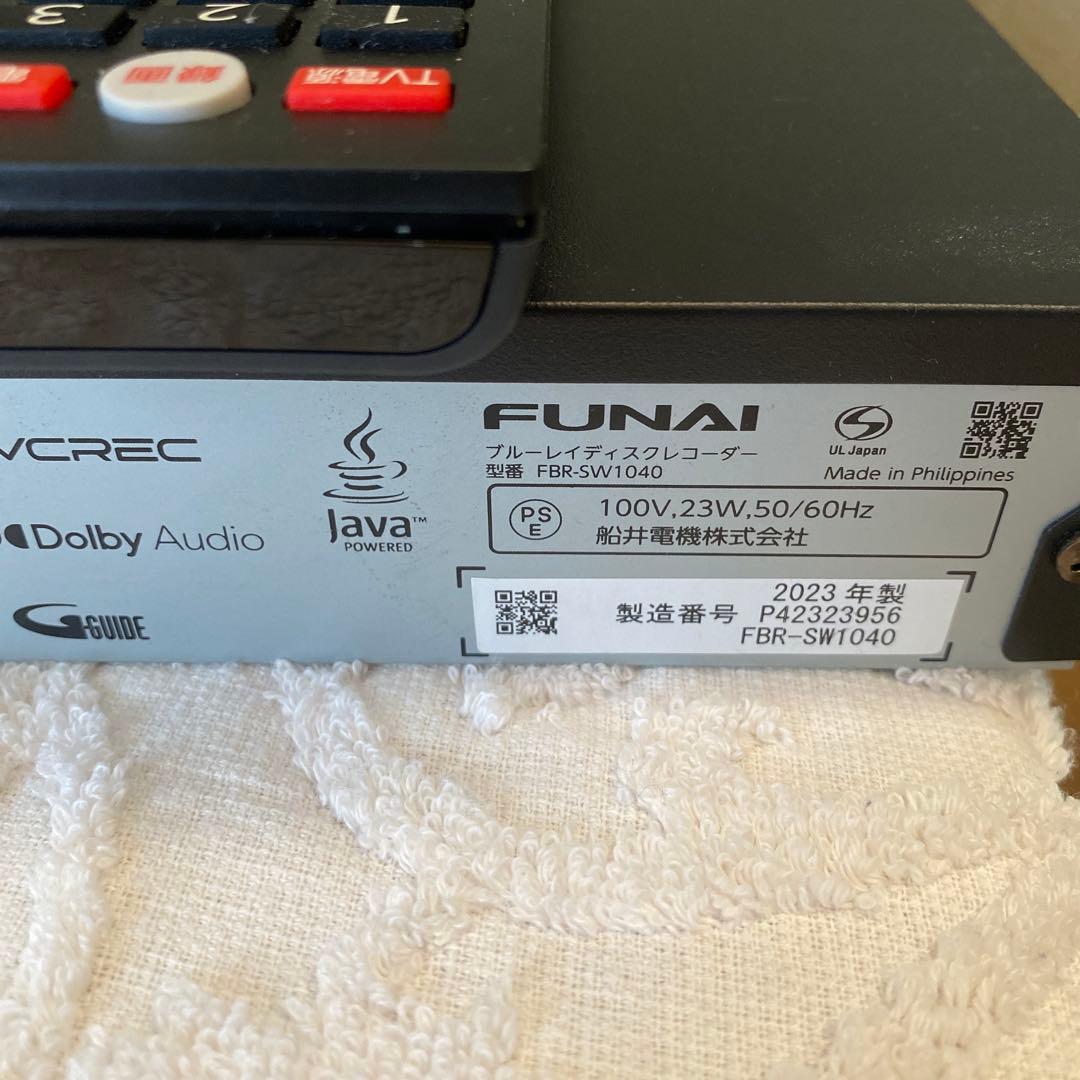 3
2
1
録画
TV電源
VCREC
Dolby Audio
G-GUIDE
Java™
POWERED
FUNAI
ブルーレイディスクレコーダー
型番 FBR-SW1040
UL Japan
Made in Philippines
PS
E
100V,23W,50/60Hz
船井電機株式会社
2023 年製
製造番号 P42323956
FBR-SW1040